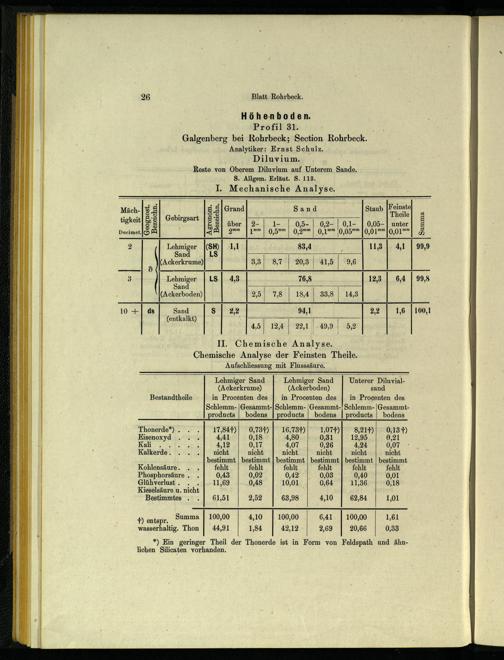 26
Blatt Rohrbeck.
Höhenboden.
Profil 31.
Galgenberg bei Rohrbeck; Section Rohrbeck.
Analytiker: Ernst Schulz.
Diluvium.
Reste von Oberem Diluvium auf Unterem Sande.
S. Allgem. Erläut. S. 113.
I. Mechanische Analyse.
Mäch-tigkeit Decimet. | Geognost. Bezeichn. | Gebirgsart | Agronom. Bezeichn. | Grand über 2mm | Sand 2–1mm | 1–0,5mm | 0,5–0,2mm | 0,2–0,1mm | 0,1–0,05mm | Staub 0,05–0,01mm | Feinste Theile unter 0,01mm | Summa
2 | ð | Lehmiger Sand (Ackerkrume) | (SH) LS | 1,1 | 83,4 | 11,3 | 4,1 | 99,9
3,3 | 8,7 | 20,3 | 41,5 | 9,6
3 | Lehmiger Sand (Ackerboden) | LS | 4,3 | 76,8 | 12,3 | 6,4 | 99,8
2,5 | 7,8 | 18,4 | 33,8 | 14,3
10 + | ds | Sand (entkalkt) | S | 2,2 | 94,1 | 2,2 | 1,6 | 100,1
4,5 | 12,4 | 22,1 | 49,9 | 5,2
II. Chemische Analyse.
Chemische Analyse der Feinsten Theile.
Aufschliessung mit Flusssäure.
Bestandtheile | Lehmiger Sand (Ackerkrume) in Procenten des | Lehmiger Sand (Ackerboden) in Procenten des | Unterer Diluvial-sand in Procenten des
Schlemm-products | Gesammt-bodens | Schlemm-products | Gesammt-bodens | Schlemm-products | Gesammt-bodens
Thonerde*) . . . | 17,84†) | 0,73†) | 16,73†) | 1,07†) | 8,21†) | 0,13†)
Eisenoxyd . . . | 4,41 | 0,18 | 4,80 | 0,31 | 12,95 | 0,21
Kali . . . . . | 4,12 | 0,17 | 4,07 | 0,26 | 4,24 | 0,07
Kalkerde . . . . | nicht bestimmt | nicht bestimmt | nicht bestimmt | nicht bestimmt | nicht bestimmt | nicht bestimmt
Kohlensäure . . . | fehlt | fehlt | fehlt | fehlt | fehlt | fehlt
Phosphorsäure . . | 0,43 | 0,02 | 0,42 | 0,03 | 0,40 | 0,01
Glühverlust . . . | 11,69 | 0,48 | 10,01 | 0,64 | 11,36 | 0,18
Kieselsäure u. nicht Bestimmtes . . | 61,51 | 2,52 | 63,98 | 4,10 | 62,84 | 1,01
Summa | 100,00 | 4,10 | 100,00 | 6,41 | 100,00 | 1,61
†) entspr. wasserhaltig. Thon | 44,91 | 1,84 | 42,12 | 2,69 | 20,66 | 0,33
*) Ein geringer Theil der Thonerde ist in Form von Feldspath und ähn-
lichen Silicaten vorhanden.